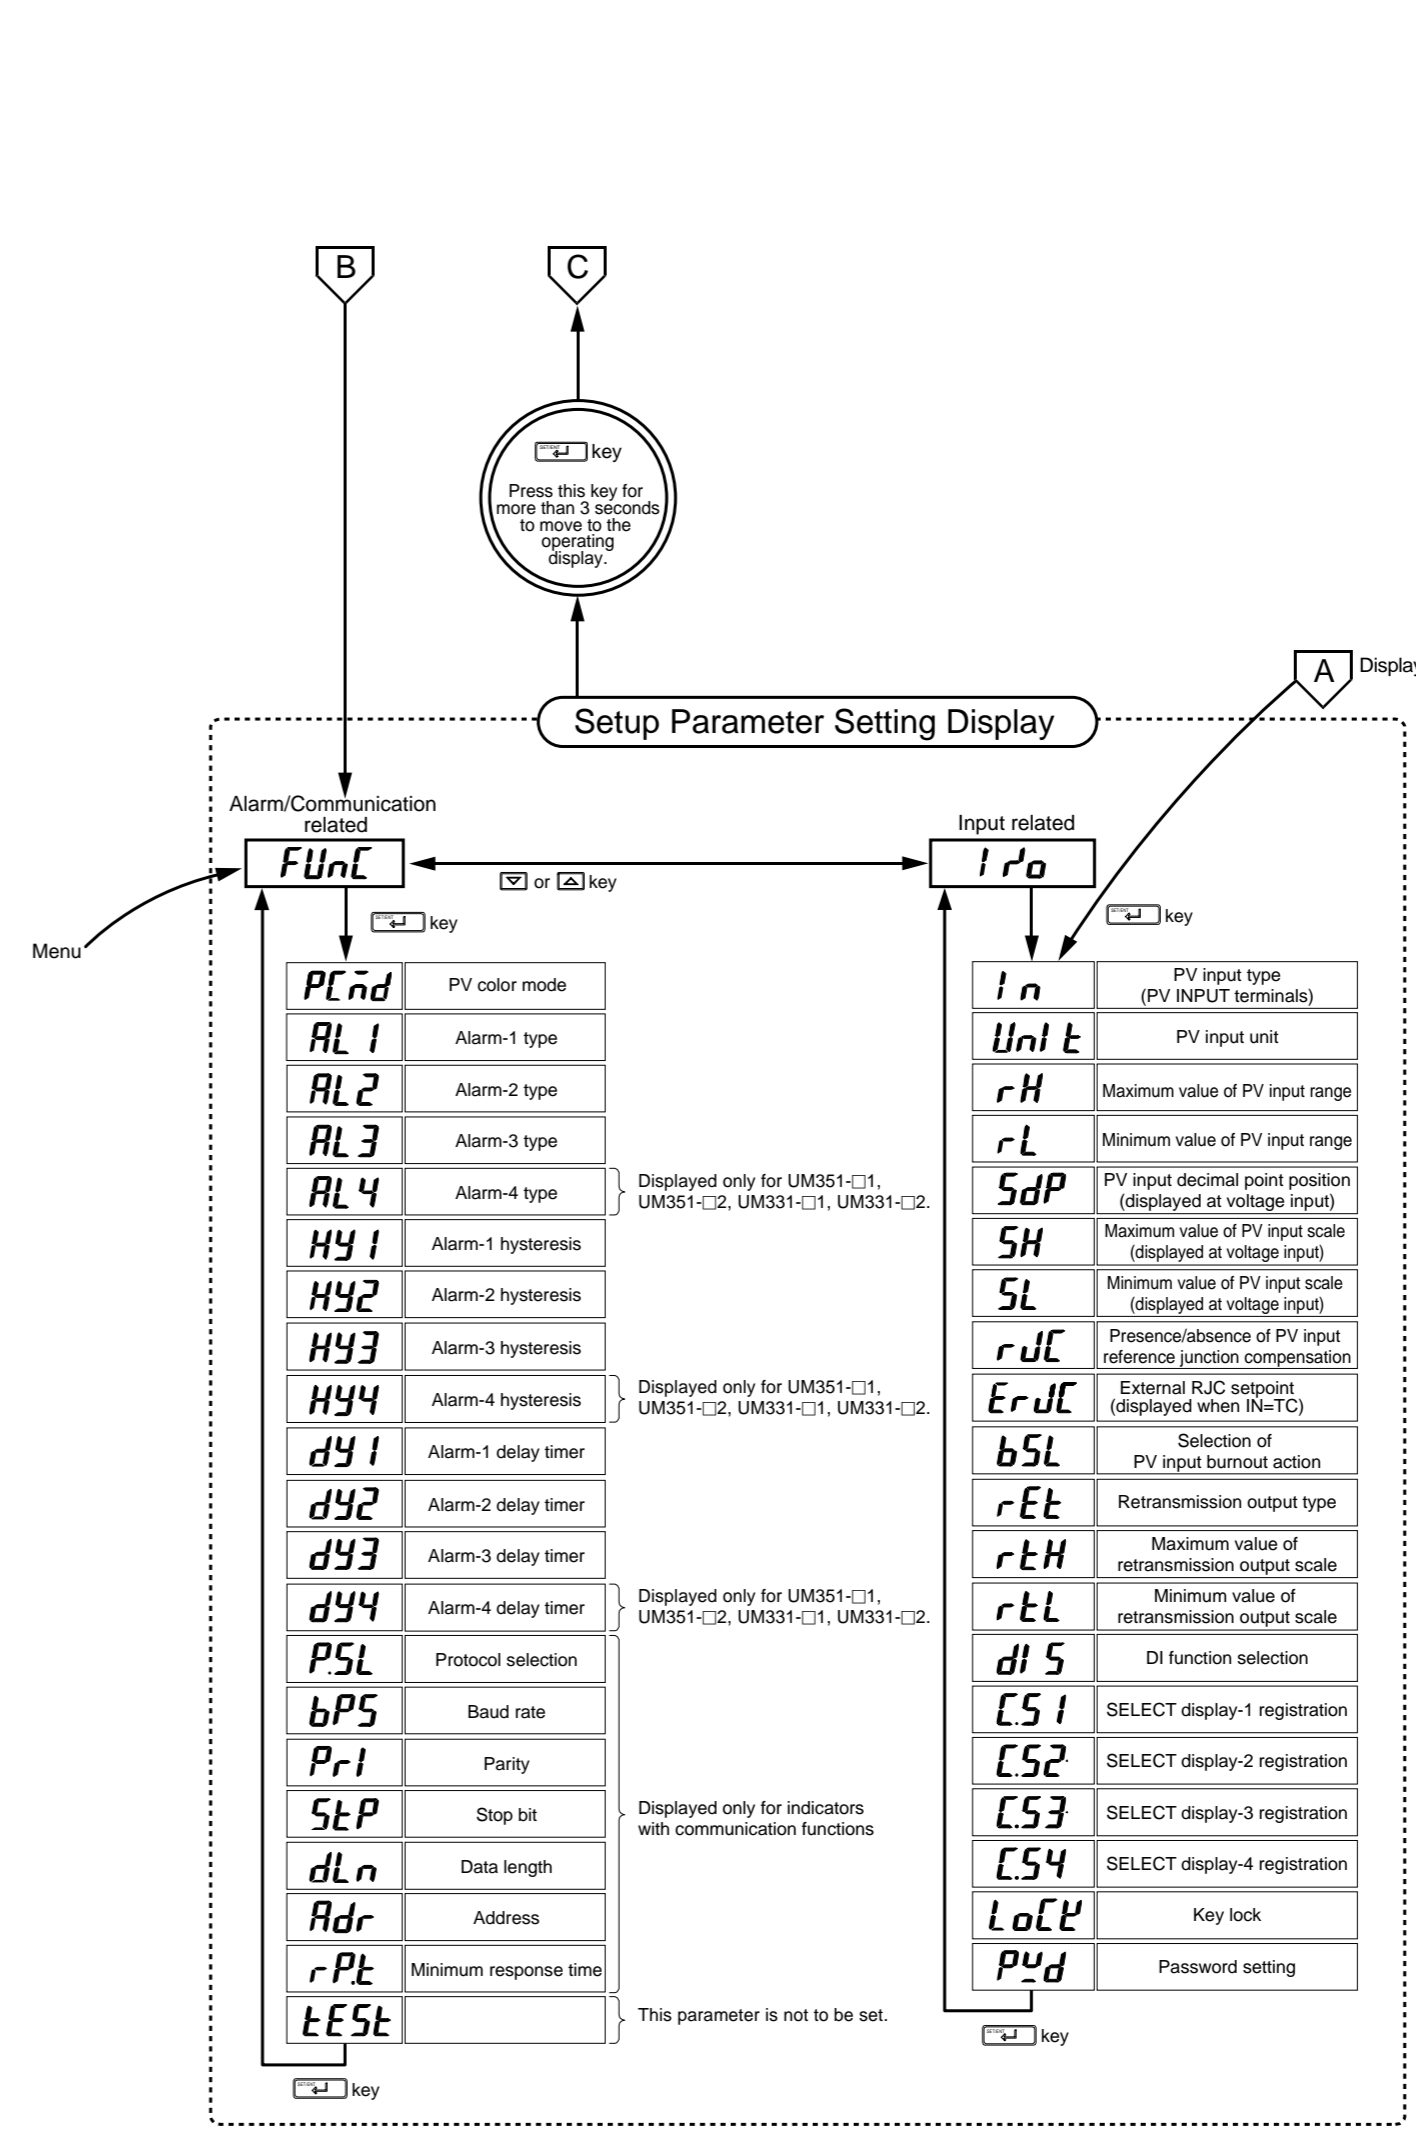 B
C
SET/ENT key
Press this key for
more than 3 seconds
to move to the
operating
display.
A
Display
Setup Parameter Setting Display
Alarm/Communication
related
FUnC
Input related
I/o
▽ or △ key
SET/ENT key
SET/ENT key
Menu
PCmd PV color mode
AL1 Alarm-1 type
AL2 Alarm-2 type
AL3 Alarm-3 type
AL4 Alarm-4 type
Displayed only for UM351-□1,
UM351-□2, UM331-□1, UM331-□2.
HY1 Alarm-1 hysteresis
HY2 Alarm-2 hysteresis
HY3 Alarm-3 hysteresis
HY4 Alarm-4 hysteresis
Displayed only for UM351-□1,
UM351-□2, UM331-□1, UM331-□2.
dY1 Alarm-1 delay timer
dY2 Alarm-2 delay timer
dY3 Alarm-3 delay timer
dY4 Alarm-4 delay timer
Displayed only for UM351-□1,
UM351-□2, UM331-□1, UM331-□2.
P.SL Protocol selection
bPS Baud rate
PrI Parity
StP Stop bit
dLn Data length
Adr Address
rP.t Minimum response time
Displayed only for indicators
with communication functions
tESt
This parameter is not to be set.
SET/ENT key
In PV input type
(PV INPUT terminals)
UnIt PV input unit
rH Maximum value of PV input range
rL Minimum value of PV input range
SdP PV input decimal point position
(displayed at voltage input)
SH Maximum value of PV input scale
(displayed at voltage input)
SL Minimum value of PV input scale
(displayed at voltage input)
rJC Presence/absence of PV input
reference junction compensation
ErJC External RJC setpoint
(displayed when IN=TC)
bSL Selection of
PV input burnout action
rEt Retransmission output type
rtH Maximum value of
retransmission output scale
rtL Minimum value of
retransmission output scale
dIS DI function selection
C.S1 SELECT display-1 registration
C.S2 SELECT display-2 registration
C.S3 SELECT display-3 registration
C.S4 SELECT display-4 registration
LoCK Key lock
PWd Password setting
SET/ENT key